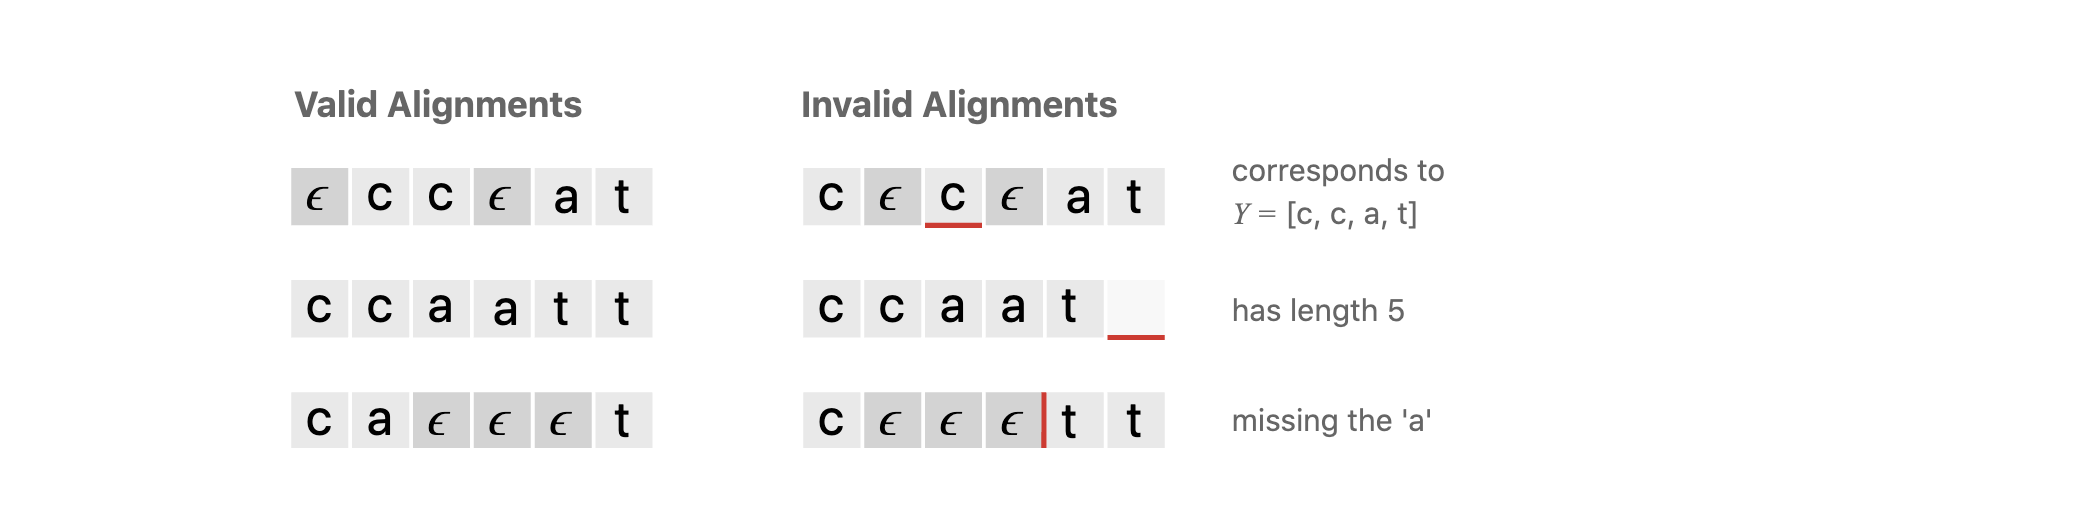 Valid Alignments
Invalid Alignments
ϵ c c ϵ a t
c ϵ c ϵ a t
corresponds to
Y = [c, c, a, t]
c c a a t t
c c a a t
has length 5
c a ϵ ϵ ϵ t
c ϵ ϵ ϵ t t
missing the 'a'